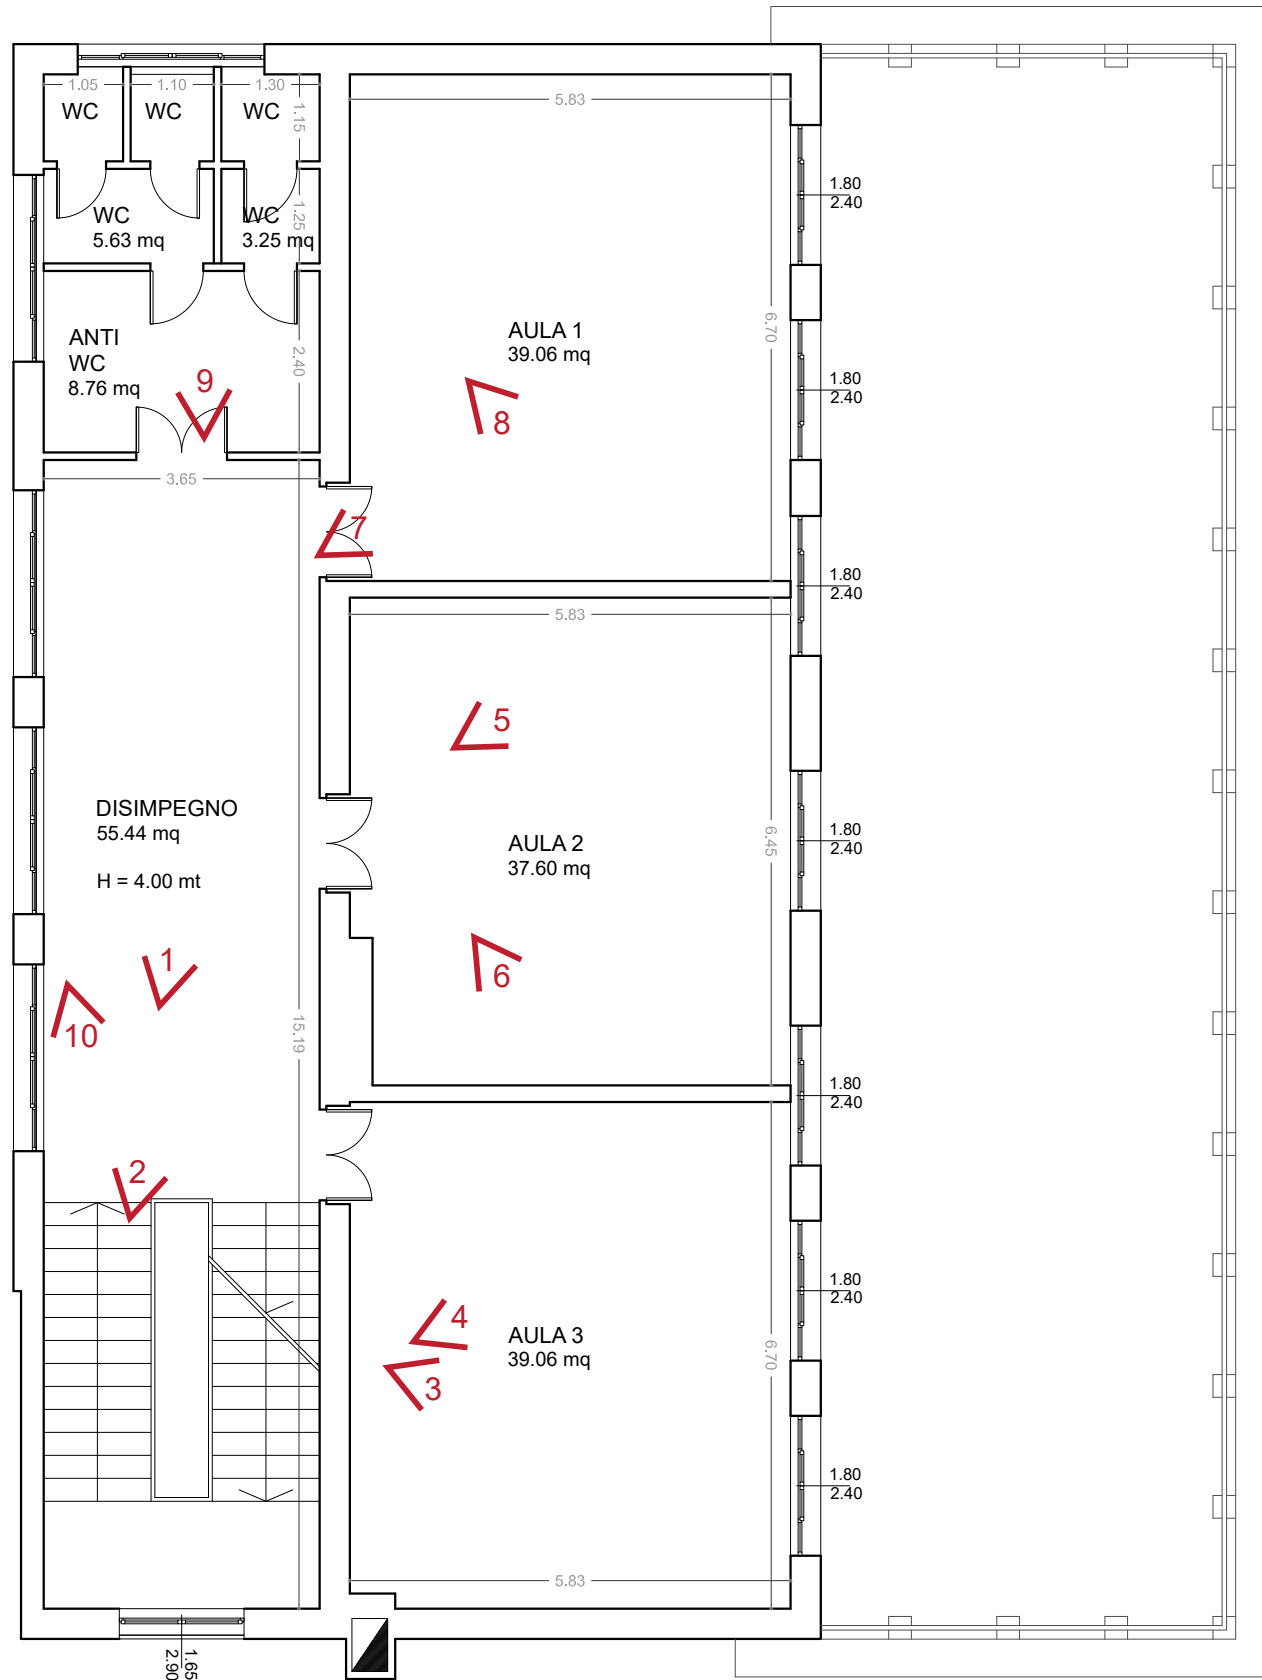 1.05
1.10
1.30
WC
WC
WC
1.15
5.83
1.80
2.40
WC
5.63 mq
WC
3.25 mq
1.25
ANTI
WC
8.76 mq
2.40
9
AULA 1
39.06 mq
6.70
8
1.80
2.40
3.65
7
1.80
2.40
5.83
5
DISIMPEGNO
55.44 mq
H = 4.00 mt
AULA 2
37.60 mq
6.45
1.80
2.40
1
6
10
15.19
1.80
2.40
2
4
3
AULA 3
39.06 mq
6.70
1.80
2.40
1.80
2.40
5.83
1.65
2.90